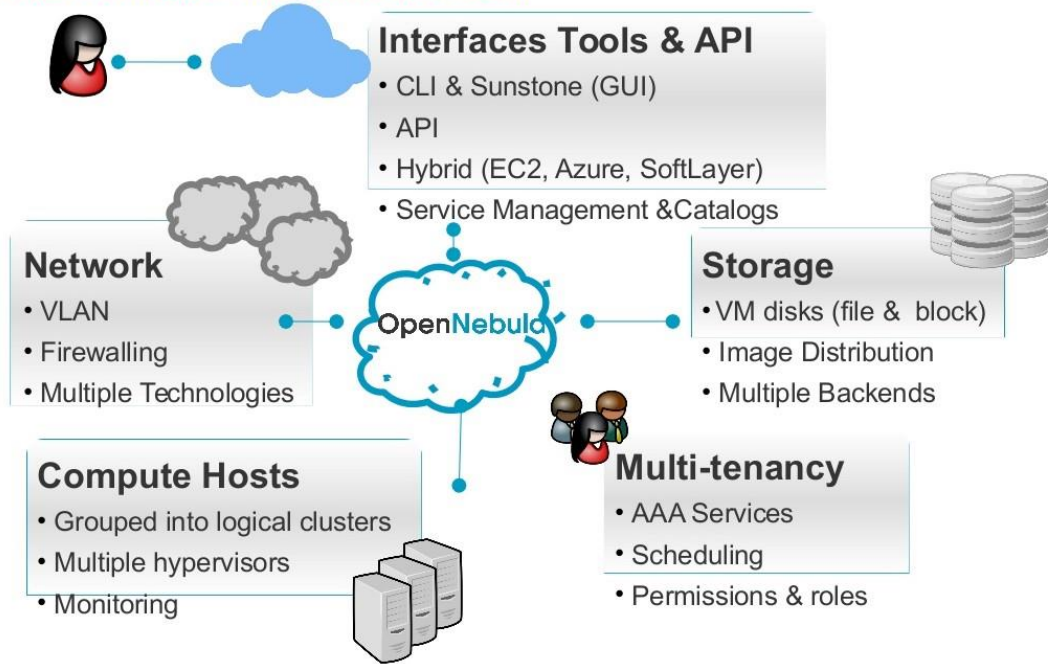 Interfaces Tools & API
• CLI & Sunstone (GUI)
• API
• Hybrid (EC2, Azure, SoftLayer)
• Service Management &Catalogs
Network
• VLAN
• Firewalling
• Multiple Technologies
OpenNebula
Storage
• VM disks (file & block)
• Image Distribution
• Multiple Backends
Compute Hosts
• Grouped into logical clusters
• Multiple hypervisors
• Monitoring
Multi-tenancy
• AAA Services
• Scheduling
• Permissions & roles